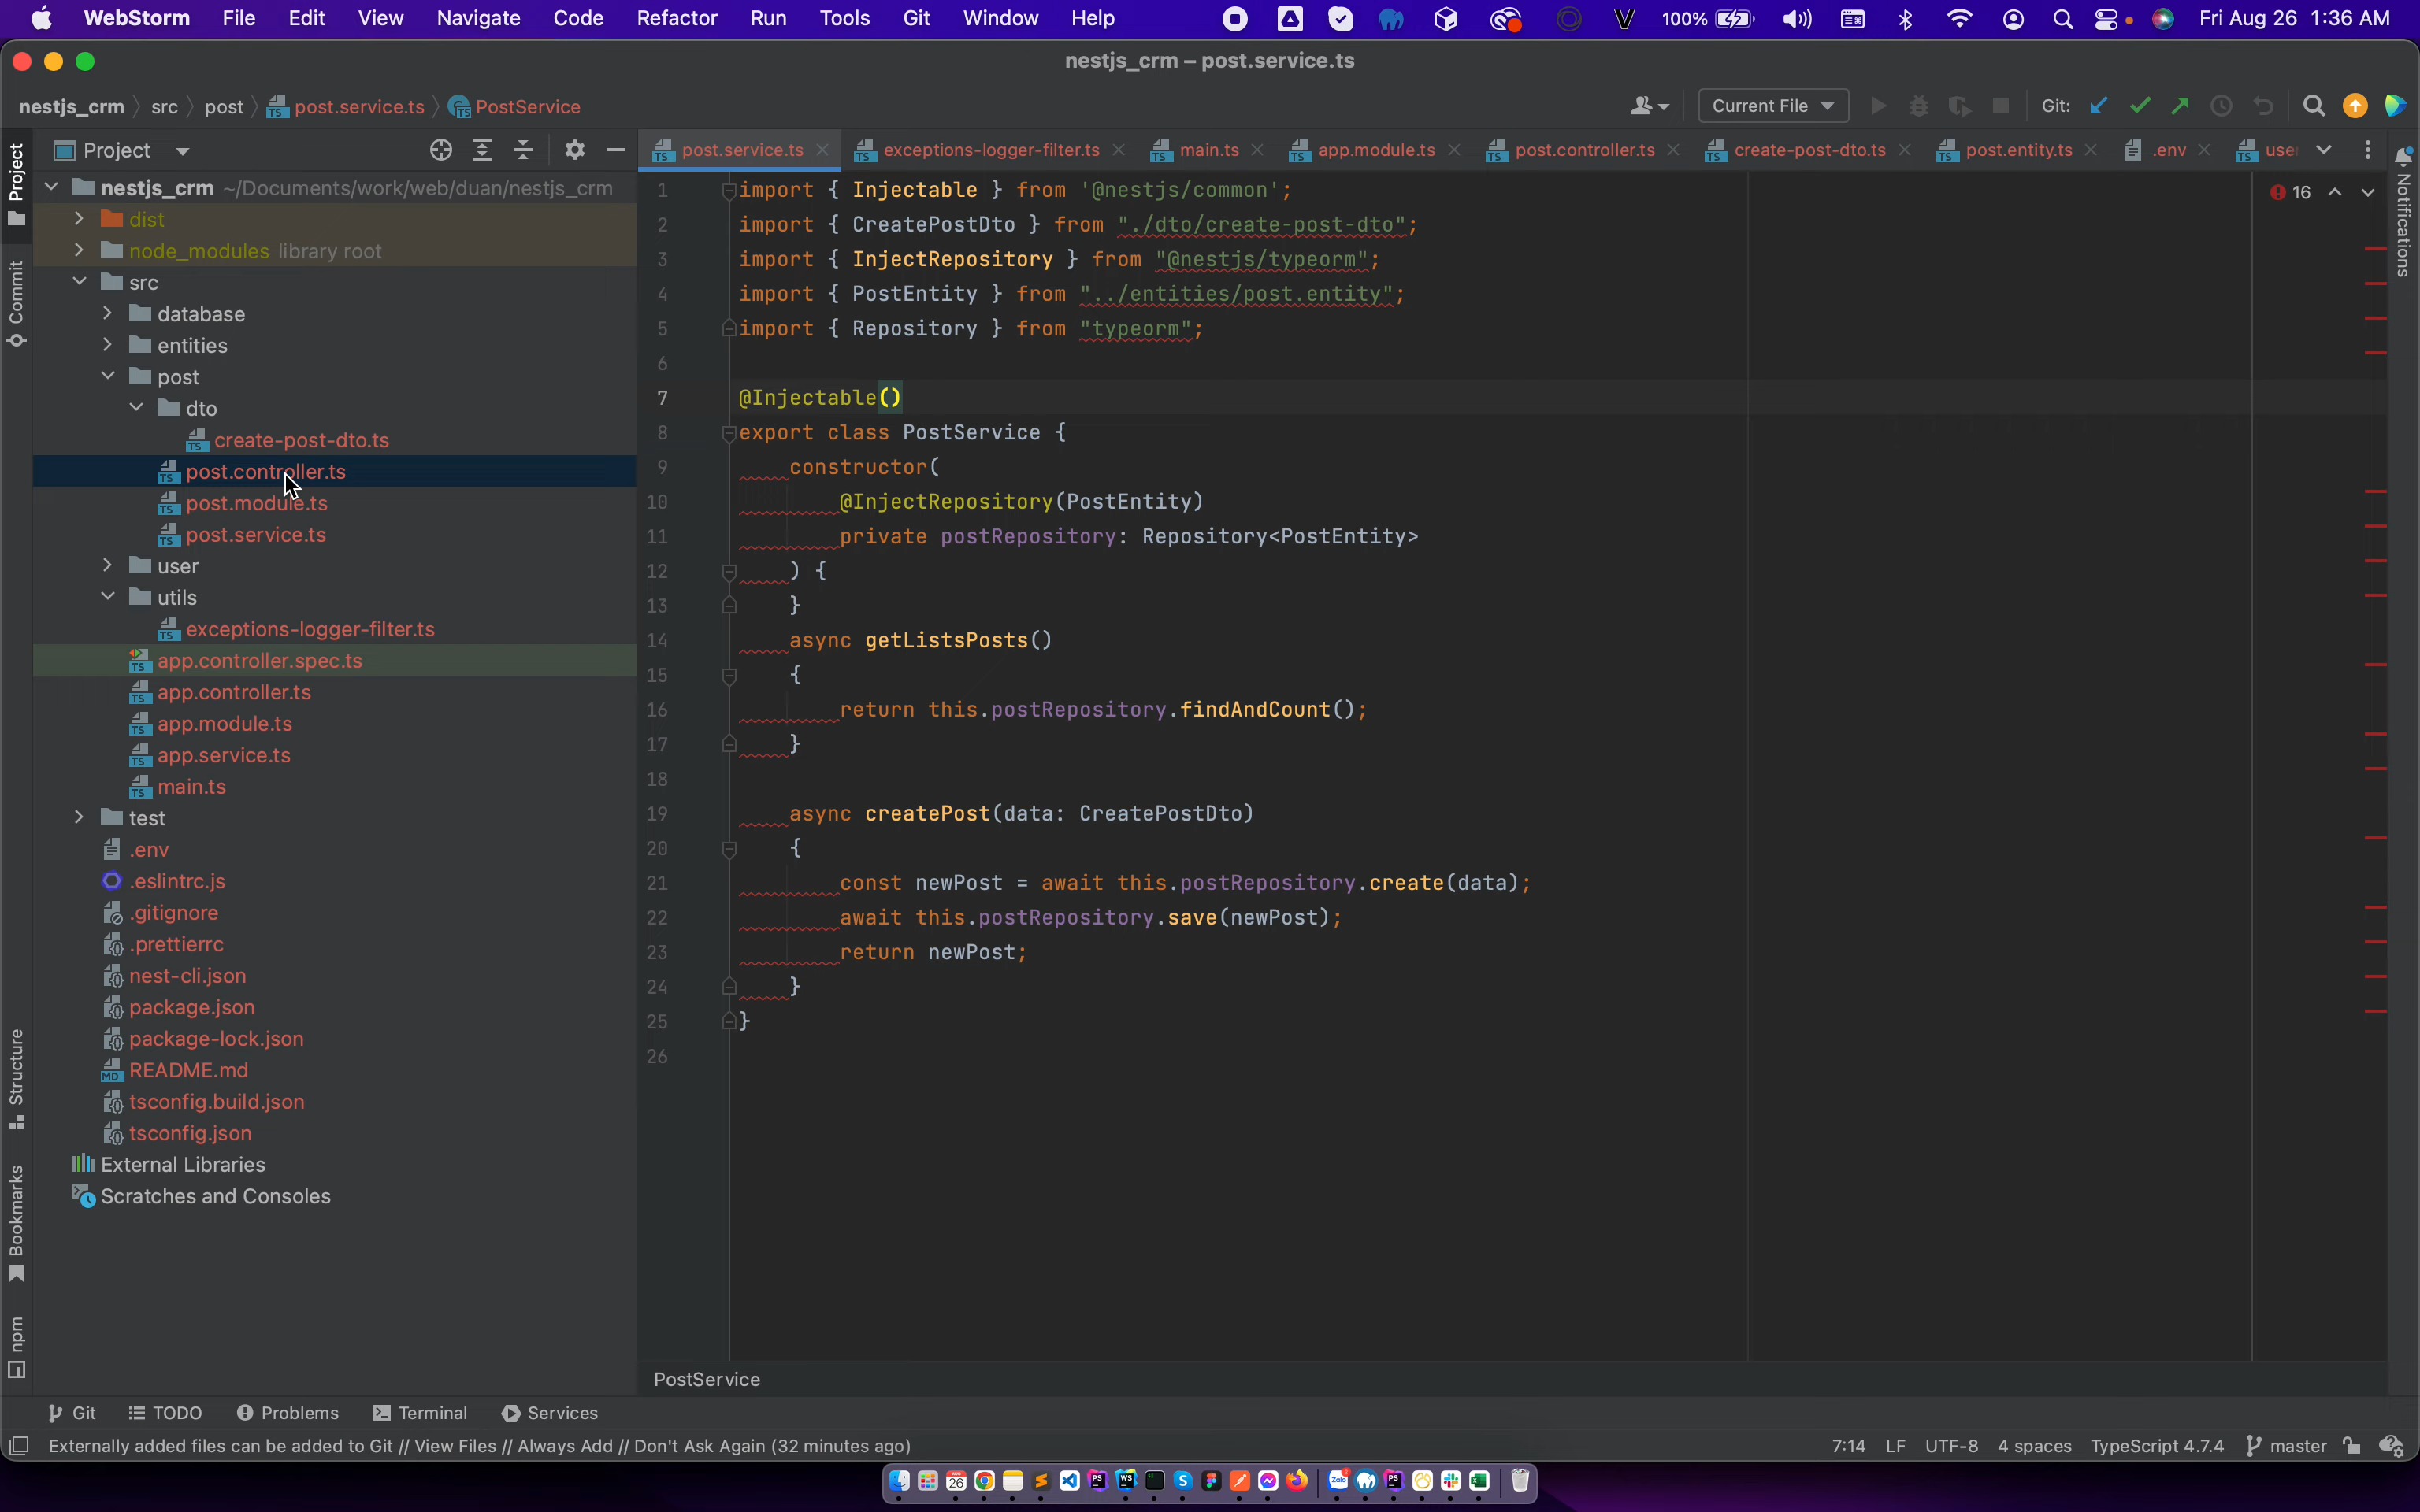 WebStorm File Edit View Navigate Code Refactor Run Tools Git Window Help 100% Fri Aug 26 1:36 AM
nestjs_crm – post.service.ts
nestjs_crm src post post.service.ts PostService Current File Git:
Project
post.service.ts exceptions-logger-filter.ts main.ts app.module.ts post.controller.ts create-post-dto.ts post.entity.ts .env use
nestjs_crm ~/Documents/work/web/duan/nestjs_crm
dist
node_modules library root
src
database
entities
post
dto
create-post-dto.ts
post.controller.ts
post.module.ts
post.service.ts
user
utils
exceptions-logger-filter.ts
app.controller.spec.ts
app.controller.ts
app.module.ts
app.service.ts
main.ts
test
.env
.eslintrc.js
.gitignore
.prettierrc
nest-cli.json
package.json
package-lock.json
README.md
tsconfig.build.json
tsconfig.json
External Libraries
Scratches and Consoles
Project
Commit
Structure
Bookmarks
npm
1 import { Injectable } from '@nestjs/common';
2 import { CreatePostDto } from "./dto/create-post-dto";
3 import { InjectRepository } from "@nestjs/typeorm";
4 import { PostEntity } from "../entities/post.entity";
5 import { Repository } from "typeorm";
6
7 @Injectable()
8 export class PostService {
9 constructor(
10 @InjectRepository(PostEntity)
11 private postRepository: Repository<PostEntity>
12 ) {
13 }
14 async getListsPosts()
15 {
16 return this.postRepository.findAndCount();
17 }
18
19 async createPost(data: CreatePostDto)
20 {
21 const newPost = await this.postRepository.create(data);
22 await this.postRepository.save(newPost);
23 return newPost;
24 }
25 }
26
16
Notifications
PostService
Git TODO Problems Terminal Services
Externally added files can be added to Git // View Files // Always Add // Don't Ask Again (32 minutes ago) 7:14 LF UTF-8 4 spaces TypeScript 4.7.4 master